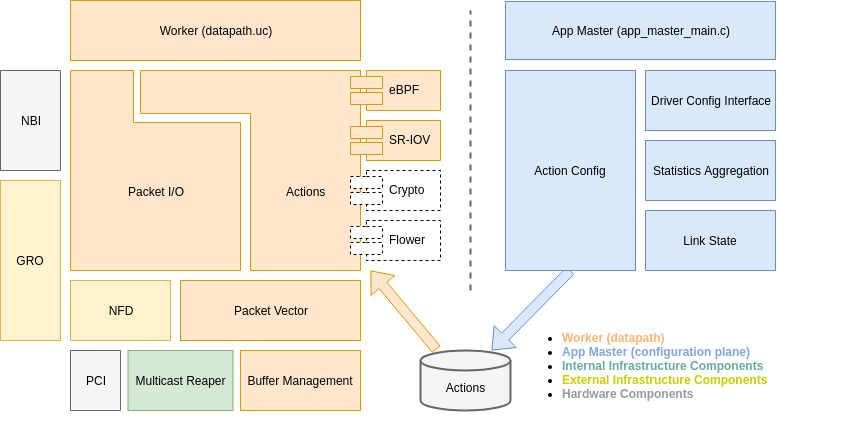 Worker (datapath.uc)
App Master (app_master_main.c)
NBI
eBPF
Driver Config Interface
SR-IOV
Packet I/O
Actions
Crypto
Action Config
Statistics Aggregation
Flower
Link State
GRO
NFD
Packet Vector
PCI
Multicast Reaper
Buffer Management
Actions
• Worker (datapath)
• App Master (configuration plane)
• Internal Infrastructure Components
• External Infrastructure Components
• Hardware Components